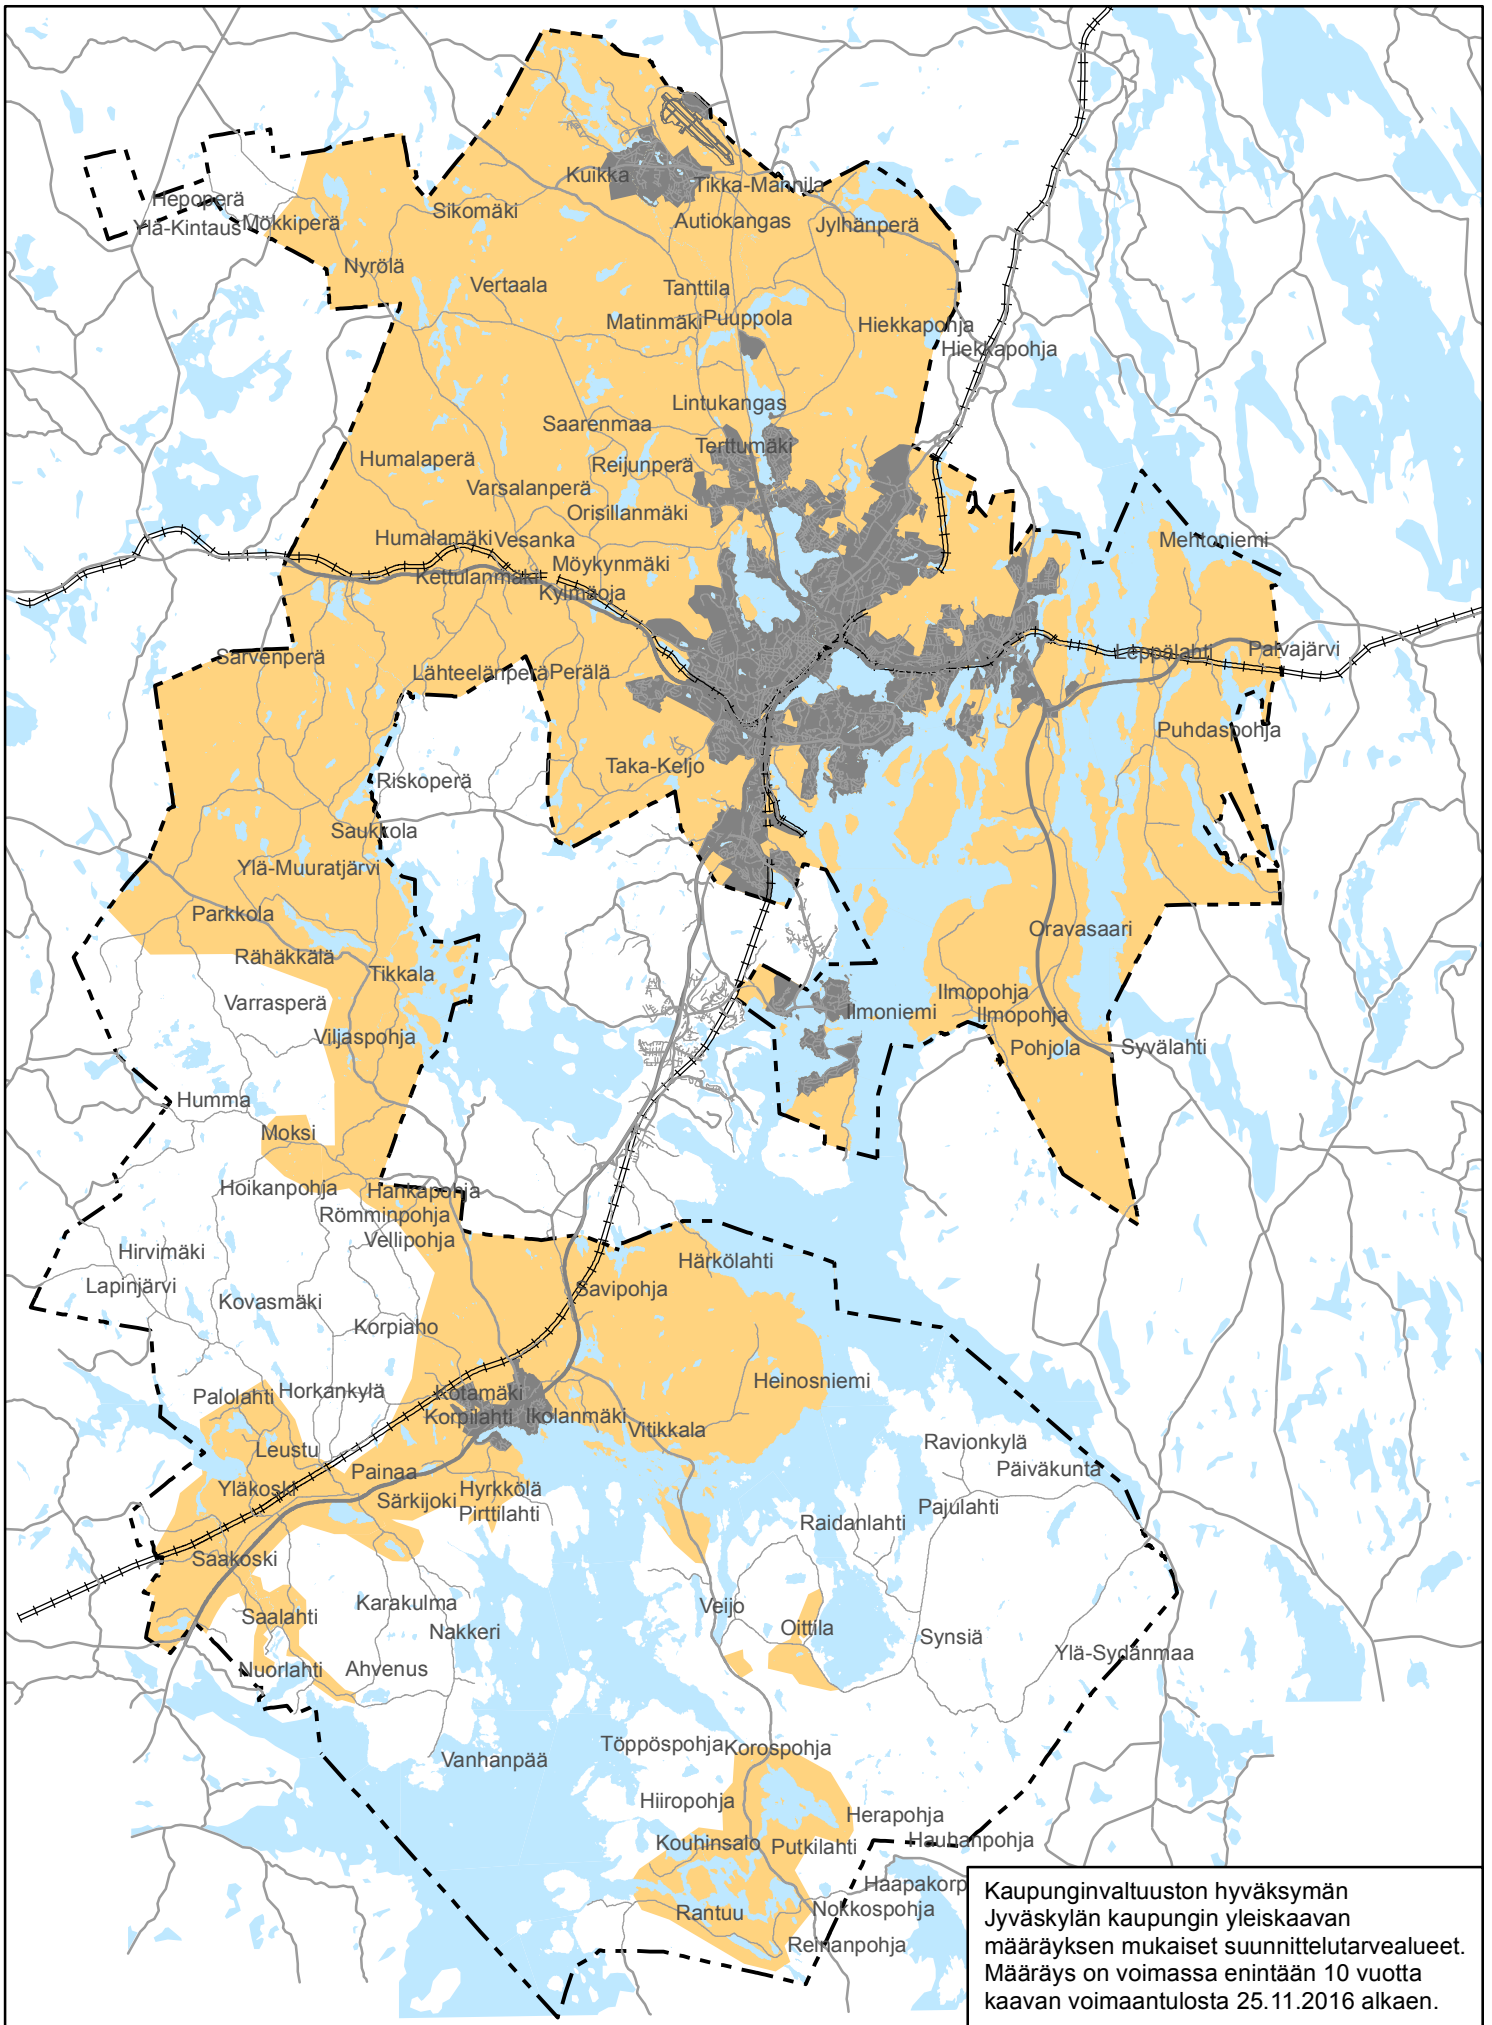 Kuikka
Tikka-Mannila
Hepoperä
Ylä-Kintaus
Mökkiperä
Sikomäki
Autiokangas
Jylhänperä
Nyrölä
Vertaala
Tanttila
Matinmäki
Puuppola
Hiekkapohja
Hiekkapohja
Lintukangas
Saarenmaa
Terttumäki
Humalaperä
Reijunperä
Varsalanperä
Orisillanmäki
Humalamäki
Vesanka
Mehtoniemi
Möykynmäki
Kettulanmäki
Kylmäoja
Sarvenperä
Lähteelänperä
Perälä
Leppälahti
Paivajärvi
Puhdaspohja
Taka-Keljo
Riskoperä
Saukkola
Ylä-Muuratjärvi
Parkkola
Oravasaari
Rähäkkälä
Tikkala
Varrasperä
Ilmopohja
Ilmoniemi
Ilmopohja
Viljaspohja
Pohjola
Syvälahti
Humma
Moksi
Hoikanpohja
Hankapohja
Römminpohja
Vellipohja
Hirvimäki
Härkölahti
Lapinjärvi
Savipohja
Kovasmäki
Korpiaho
Heinosniemi
Palolahti
Horkankylä
Kotamäki
Korpilahti
Ikolanmäki
Vitikkala
Leustu
Ravionkylä
Päiväkunta
Painaa
Yläkoski
Särkijoki
Hyrkkölä
Pirttilahti
Pajulahti
Raidanlahti
Saakoski
Saalahti
Karakulma
Nakkeri
Veijo
Oittila
Synsiä
Ylä-Sydänmaa
Nuorlahti
Ahvenus
Vanhanpää
Töppöspohja
Korospohja
Hiiropohja
Herapohja
Kouhinsalo
Putkilahti
Hauhanpohja
Haapakorp
Rantuu
Nokkospohja
Reinanpohja
Kaupunginvaltuuston hyväksymän
Jyväskylän kaupungin yleiskaavan
määräyksen mukaiset suunnittelutarvealueet.
Määräys on voimassa enintään 10 vuotta
kaavan voimaantulosta 25.11.2016 alkaen.